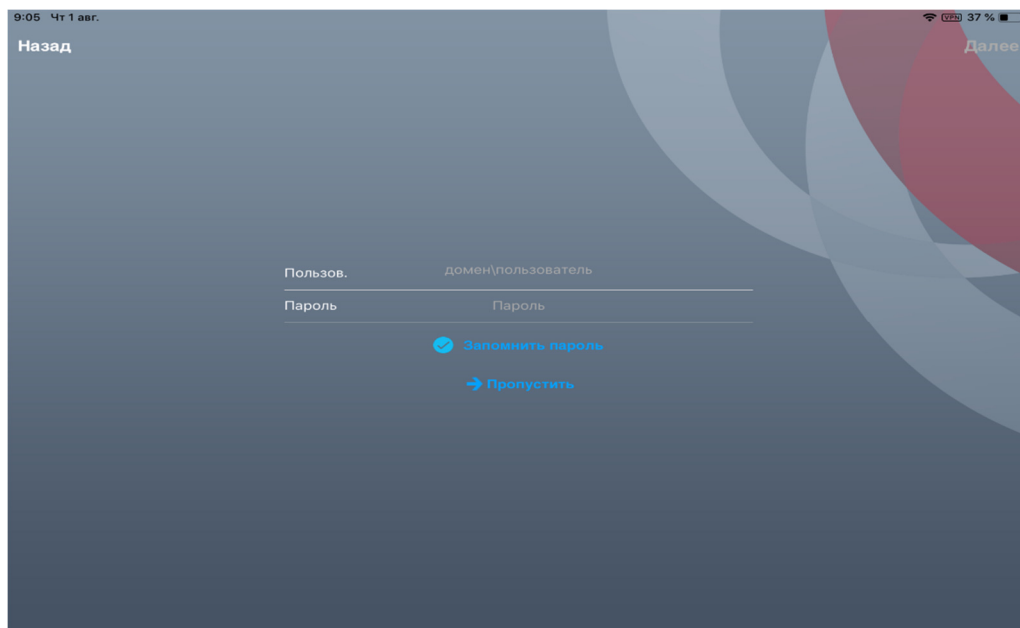 9:05 Чт 1 авг. VPN 37 %
Назад Далее
Пользов. домен\пользователь
Пароль Пароль
Запомнить пароль
Пропустить